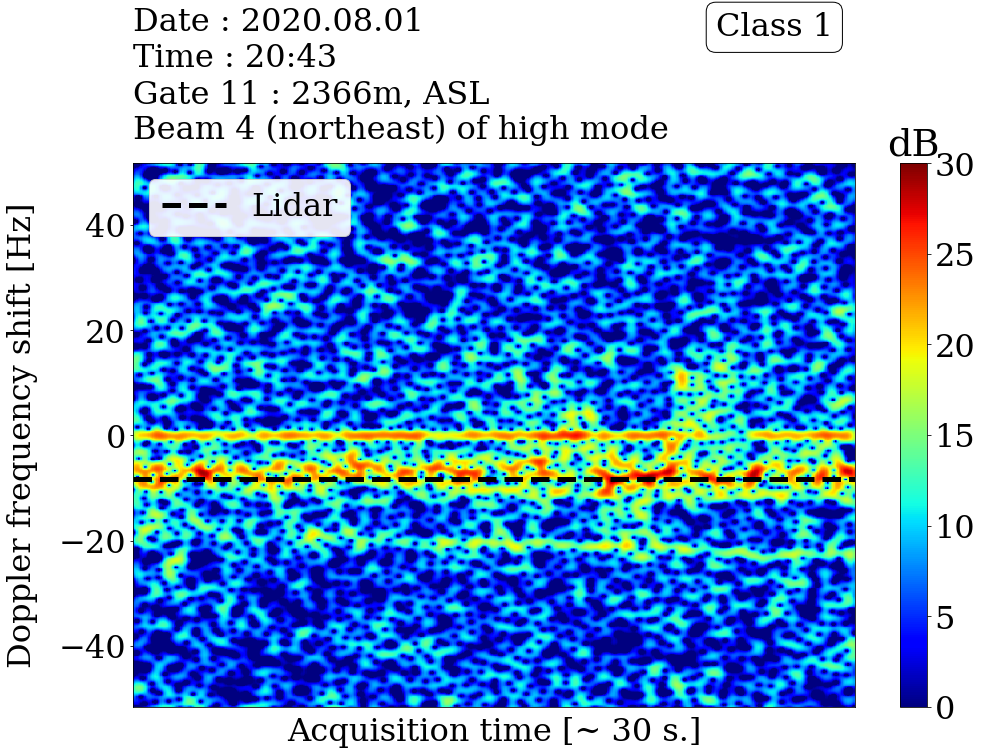 Date : 2020.08.01
Time : 20:43
Gate 11 : 2366m, ASL
Beam 4 (northeast) of high mode
Class 1
dB
Lidar
Doppler frequency shift [Hz]
40
20
0
−20
−40
Acquisition time [~ 30 s.]
30
25
20
15
10
5
0